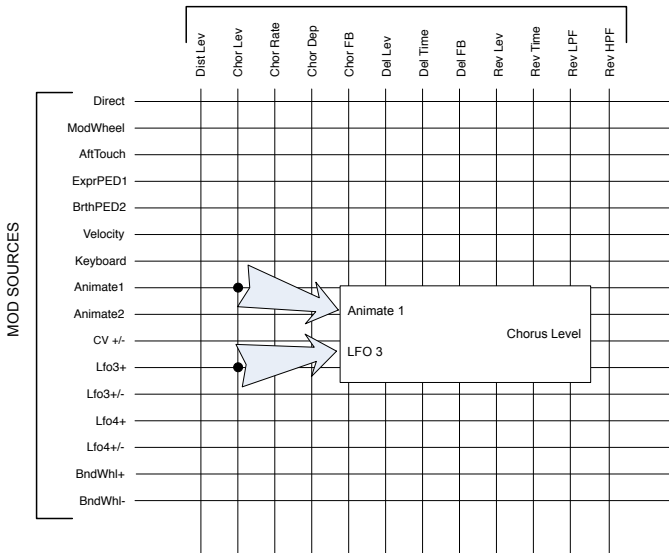 Dist Lev
Chor Lev
Chor Rate
Chor Dep
Chor FB
Del Lev
Del Time
Del FB
Rev Lev
Rev Time
Rev LPF
Rev HPF
MOD SOURCES
Direct
ModWheel
AftTouch
ExprPED1
BrthPED2
Velocity
Keyboard
Animate1
Animate2
CV +/-
Lfo3+
Lfo3+/-
Lfo4+
Lfo4+/-
BndWhl+
BndWhl-
Animate 1
Chorus Level
LFO 3